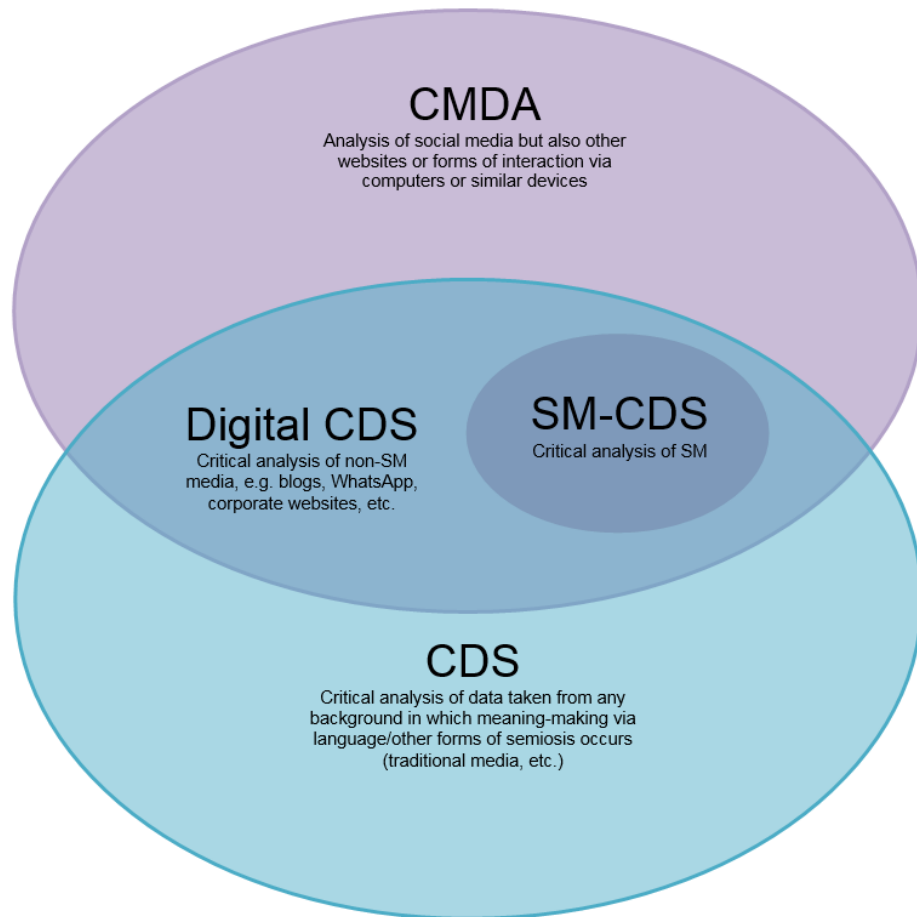 CMDA
Analysis of social media but also other
websites or forms of interaction via
computers or similar devices
Digital CDS
Critical analysis of non-SM
media, e.g. blogs, WhatsApp,
corporate websites, etc.
SM-CDS
Critical analysis of SM
CDS
Critical analysis of data taken from any
background in which meaning-making via
language/other forms of semiosis occurs
(traditional media, etc.)